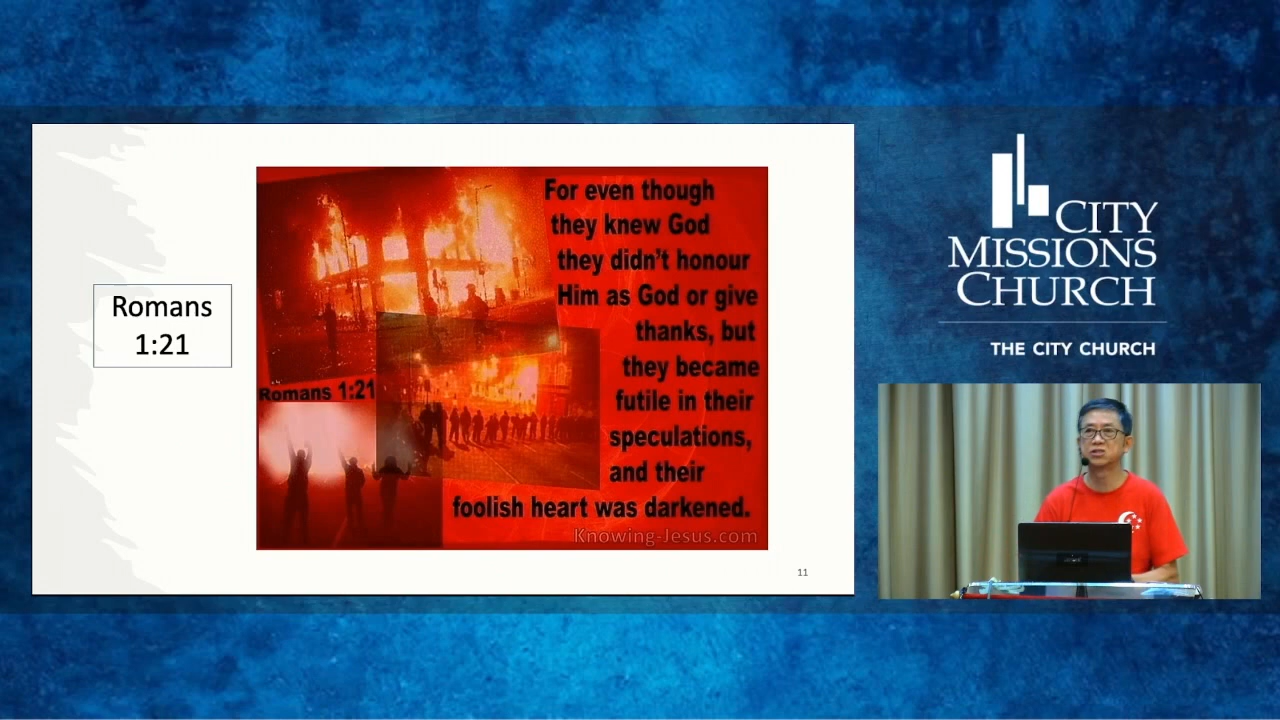 Romans
1:21
For even though
they knew God
they didn't honour
Him as God or give
thanks, but
they became
futile in their
speculations,
and their
foolish heart was darkened.
Romans 1:21
Knowing-Jesus.com
11
CITY
MISSIONS
CHURCH
THE CITY CHURCH